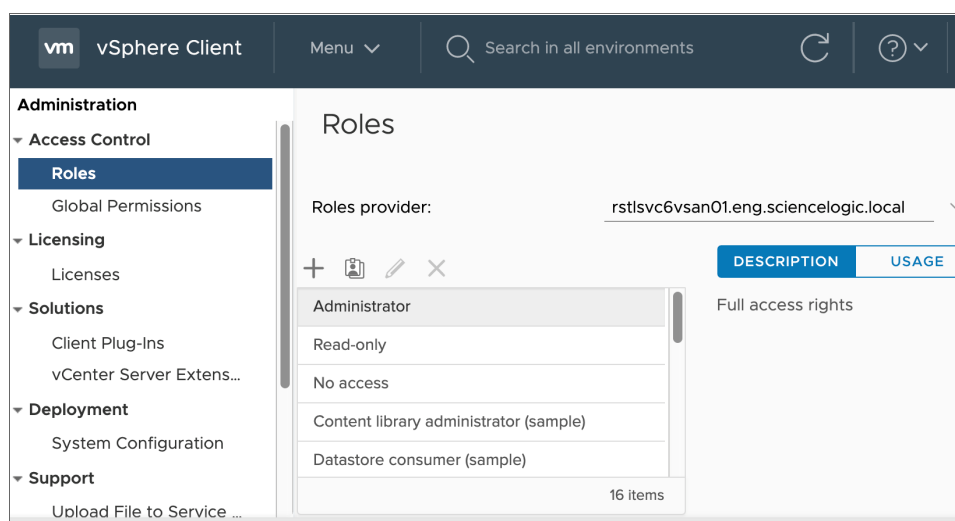 vm vSphere Client Menu Search in all environments ?
Administration
Access Control
Roles
Global Permissions
Licensing
Licenses
Solutions
Client Plug-Ins
vCenter Server Extens...
Deployment
System Configuration
Support
Upload File to Service ...
Roles
Roles provider: rstlsvc6vsan01.eng.sciencelogic.local
DESCRIPTION USAGE
Administrator
Read-only
No access
Content library administrator (sample)
Datastore consumer (sample)
16 items
Full access rights